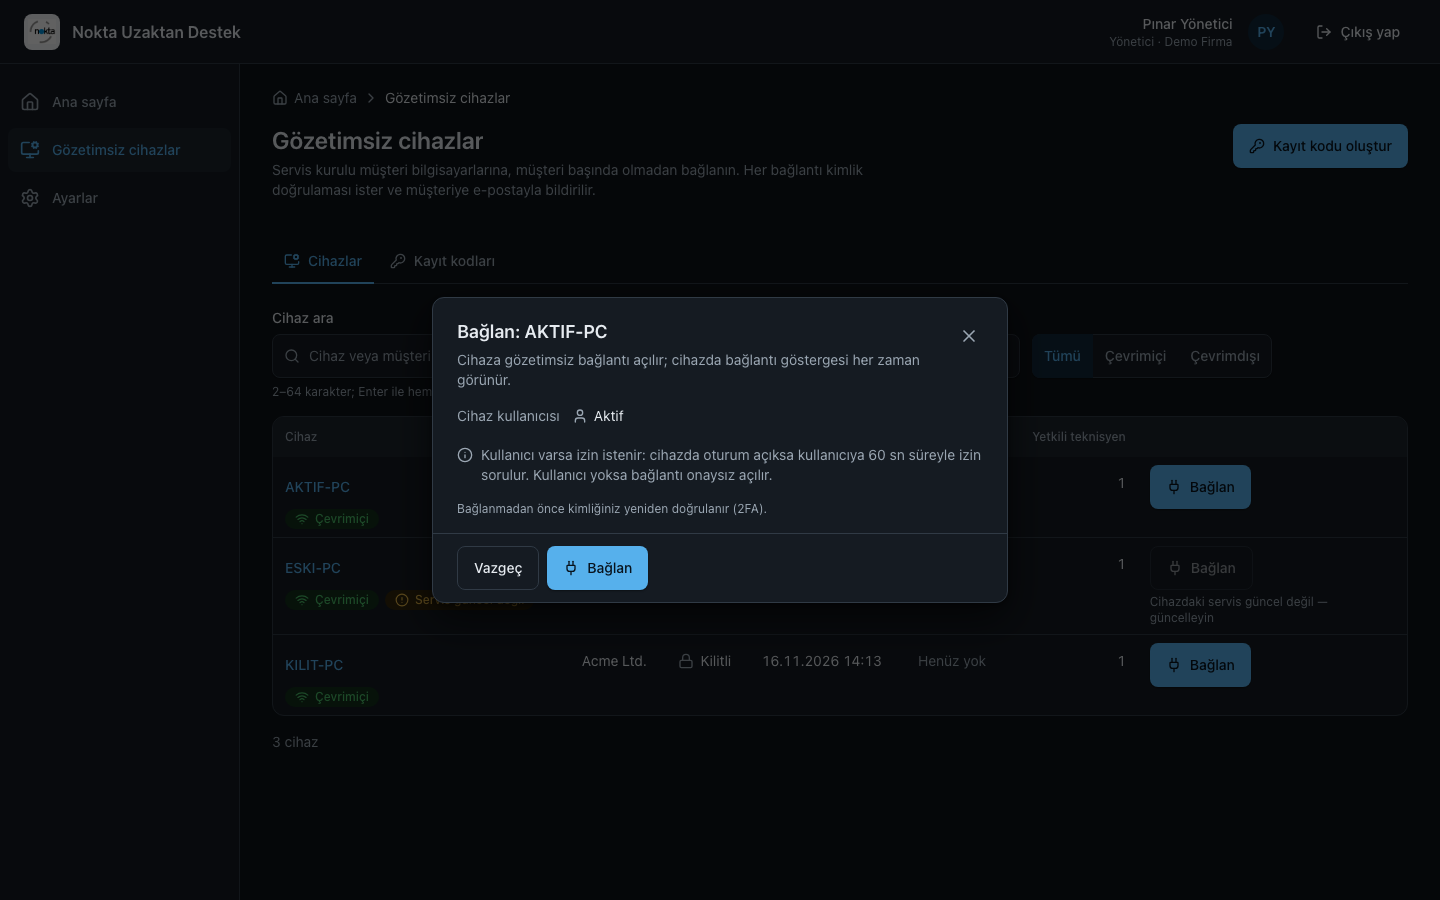 nokta
Nokta Uzaktan Destek
Pınar Yönetici
Yönetici · Demo Firma
PY
Çıkış yap
Ana sayfa
Gözetimsiz cihazlar
Ayarlar
Ana sayfa
Gözetimsiz cihazlar
Gözetimsiz cihazlar
Servis kurulu müşteri bilgisayarlarına, müşteri başında olmadan bağlanın. Her bağlantı kimlik
doğrulaması ister ve müşteriye e-postayla bildirilir.
Kayıt kodu oluştur
Cihazlar
Kayıt kodları
Cihaz ara
Cihaz veya müşteri
2–64 karakter; Enter ile hem
Tümü
Çevrimiçi
Çevrimdışı
Cihaz
Yetkili teknisyen
AKTIF-PC
Çevrimiçi
1
Bağlan
ESKI-PC
Çevrimiçi
1
Bağlan
Cihazdaki servis güncel değil —
güncelleyin
KILIT-PC
Çevrimiçi
Acme Ltd.
Kilitli
16.11.2026 14:13
Henüz yok
1
Bağlan
3 cihaz
Bağlan: AKTIF-PC
Cihaza gözetimsiz bağlantı açılır; cihazda bağlantı göstergesi her zaman
görünür.
Cihaz kullanıcısı
Aktif
Kullanıcı varsa izin istenir: cihazda oturum açıksa kullanıcıya 60 sn süreyle izin
sorulur. Kullanıcı yoksa bağlantı onaysız açılır.
Bağlanmadan önce kimliğiniz yeniden doğrulanır (2FA).
Vazgeç
Bağlan